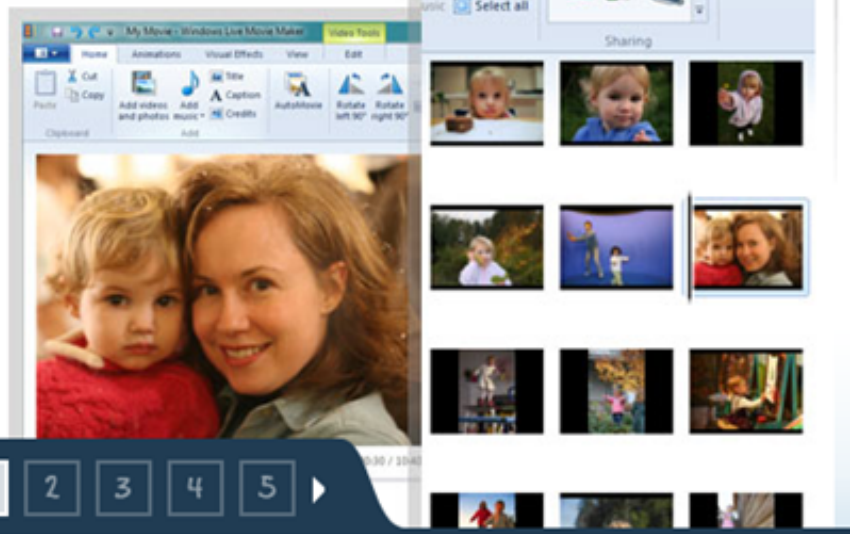 My Movie - Windows Live Movie Maker
Video Tools
Home
Animations
Visual Effects
View
Edit
Paste
Cut
Copy
Clipboard
Add videos
and photos
Add
music
Title
Caption
Credits
Add
AutoMovie
Rotate
left 90°
Rotate
right 90°
usic
Select all
Sharing
2
3
4
5